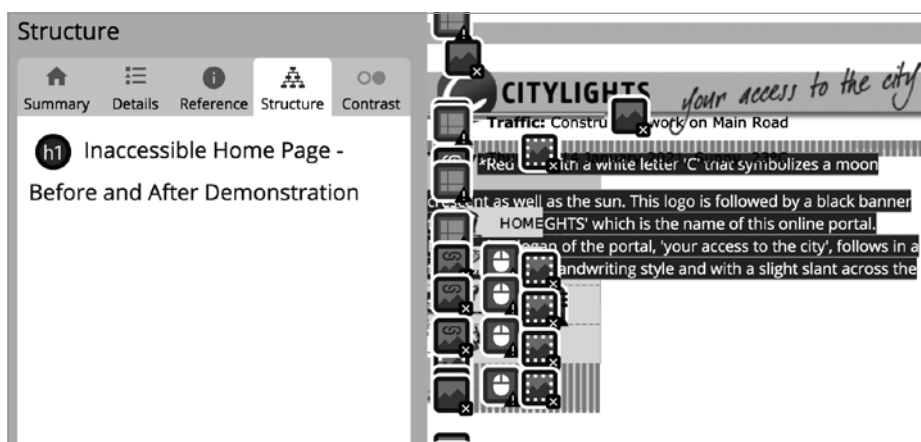 Structure
Summary Details Reference Structure Contrast
h1 Inaccessible Home Page -
Before and After Demonstration
CITYLIGHTS your access to the city
Traffic: Constru work on Main Road
*Red with a white letter 'C' that symbolizes a moon
crescent as well as the sun. This logo is followed by a black banner
HOME GHTS' which is the name of this online portal.
of the portal, 'your access to the city', follows in a
andwriting style and with a slight slant across the